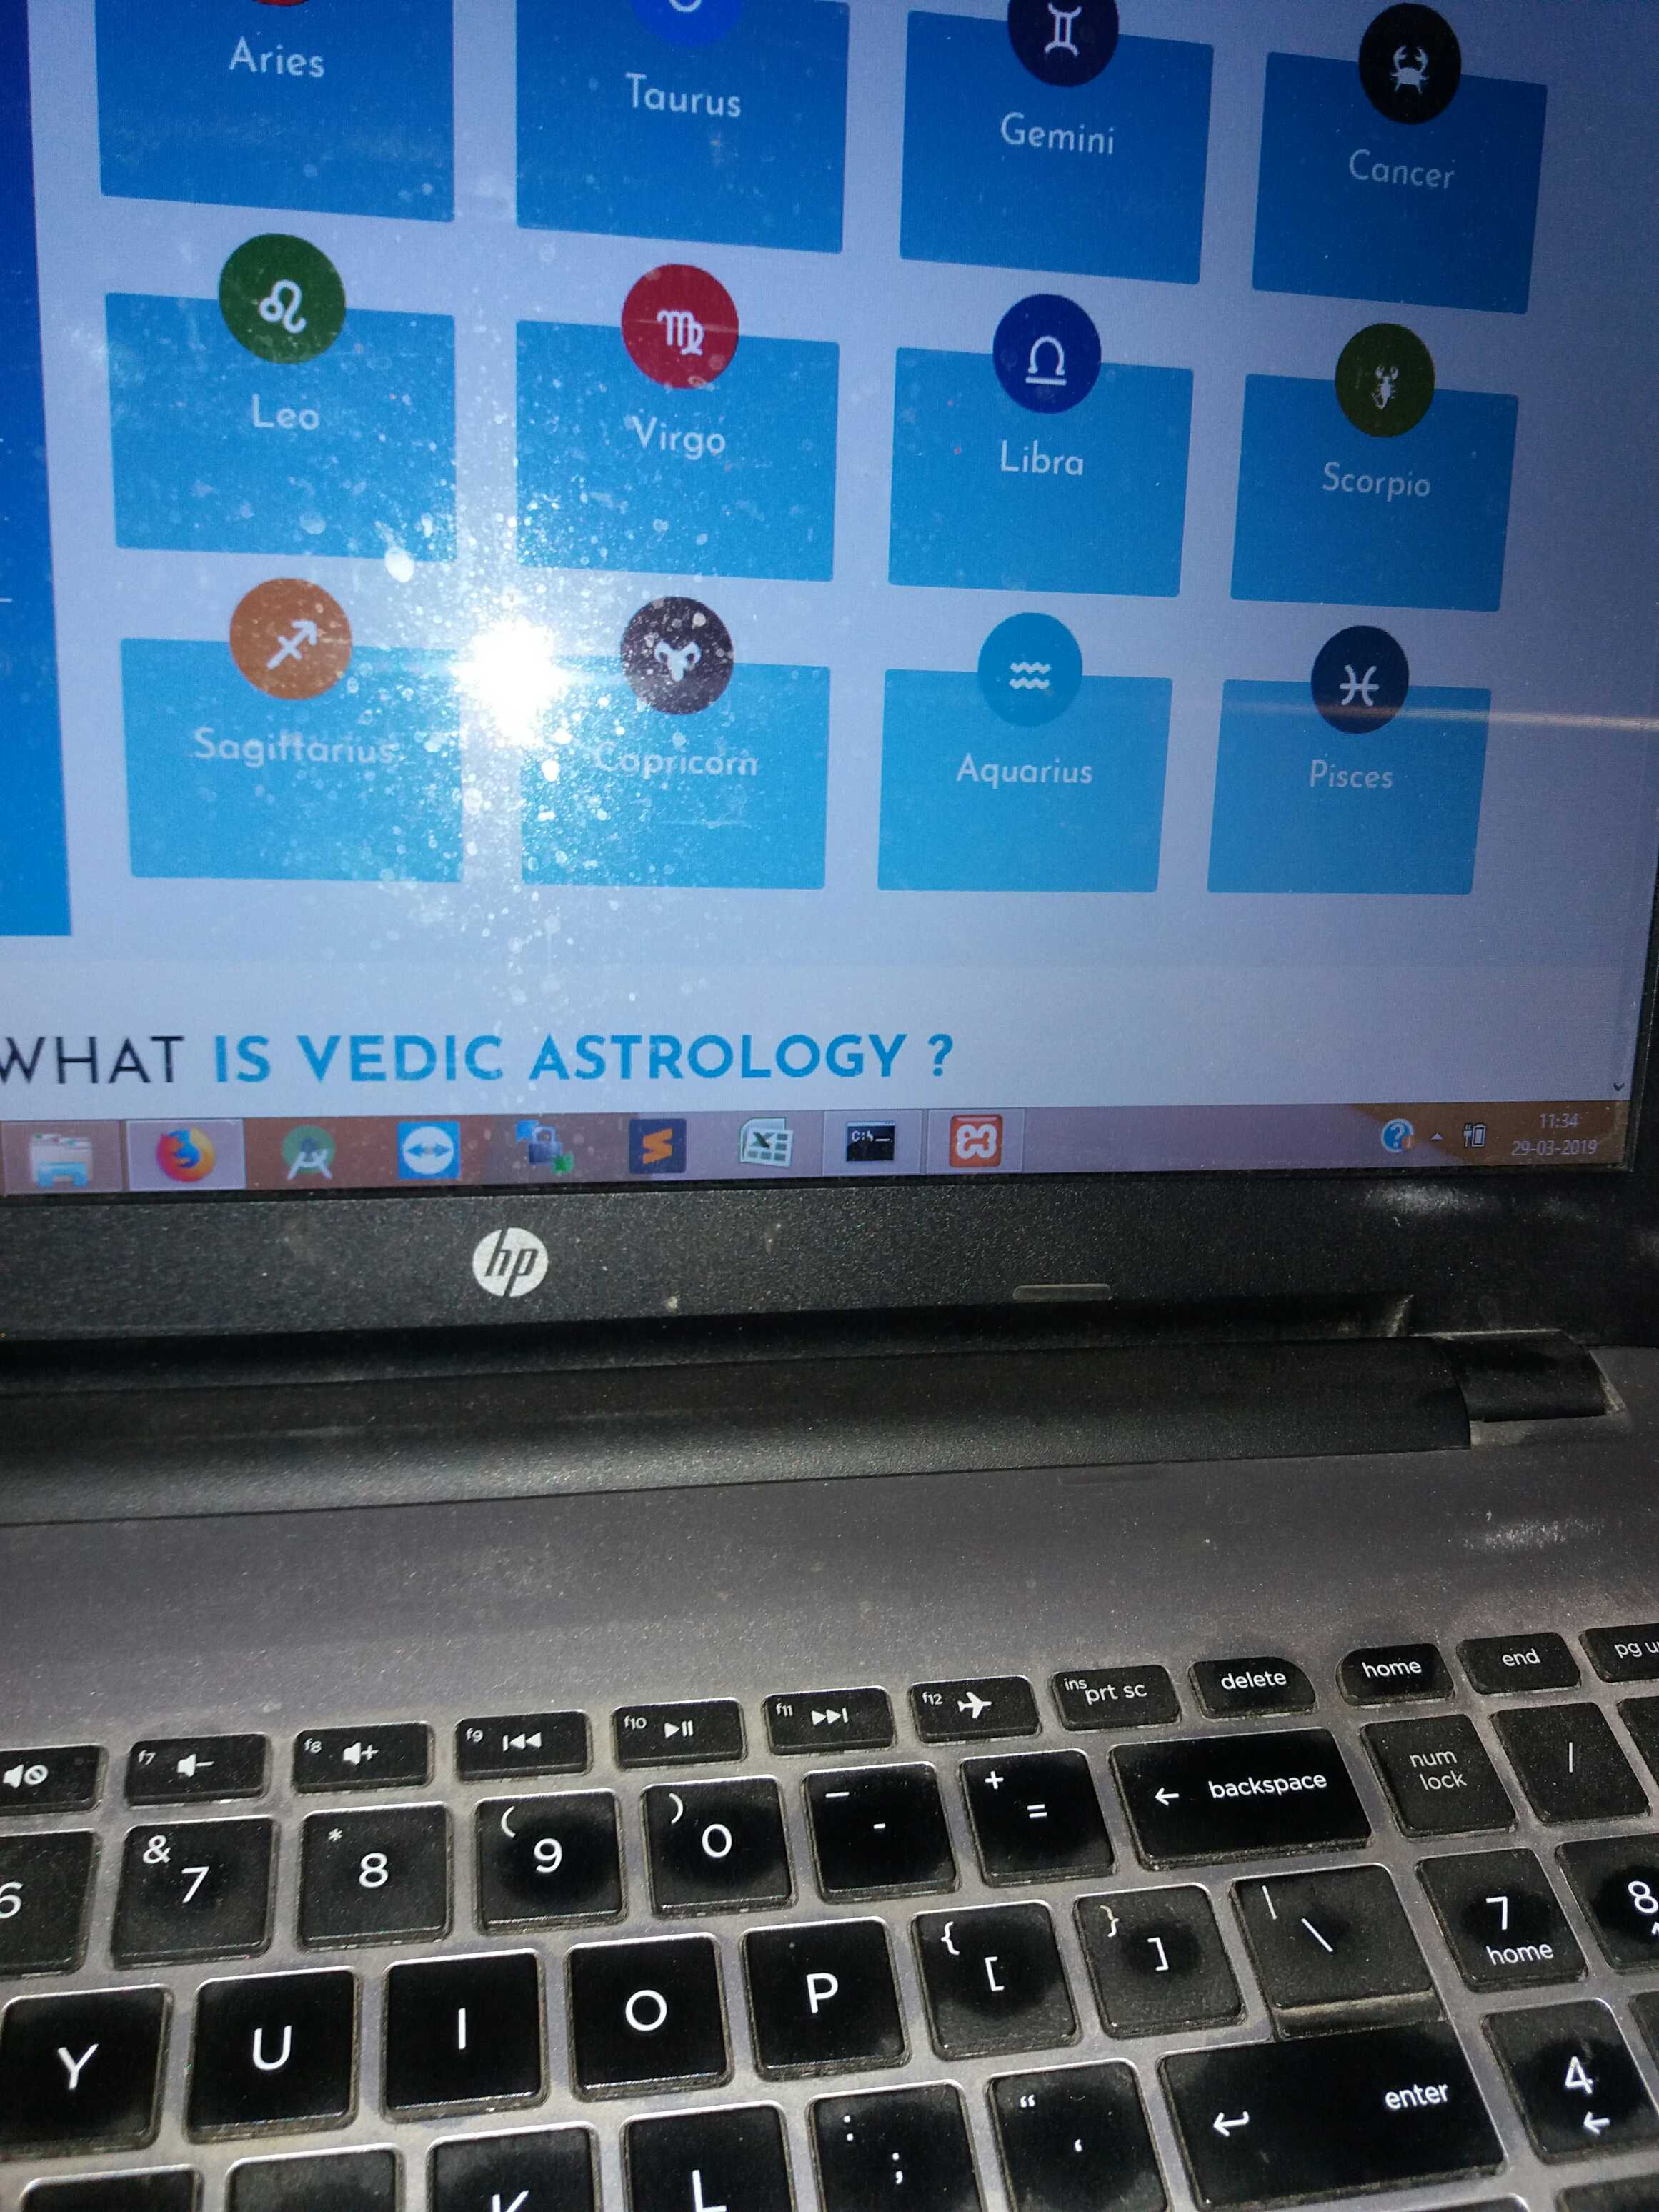 Aries Taurus Gemini Cancer
Leo Virgo Libra Scorpio
Sagittarius Capricorn Aquarius Pisces
WHAT IS VEDIC ASTROLOGY ?
C:\_
11:34
29-03-2019
hp
f7 f8 f9 f10 f11 f12 ins prt sc delete home end pg u
6 & 7 * 8 ( 9 ) 0 _ - + = ← backspace num lock /
Y U I O P { [ } ] | \ 7 home 8
K L : ; “ ‘ ↵ enter 4 ←